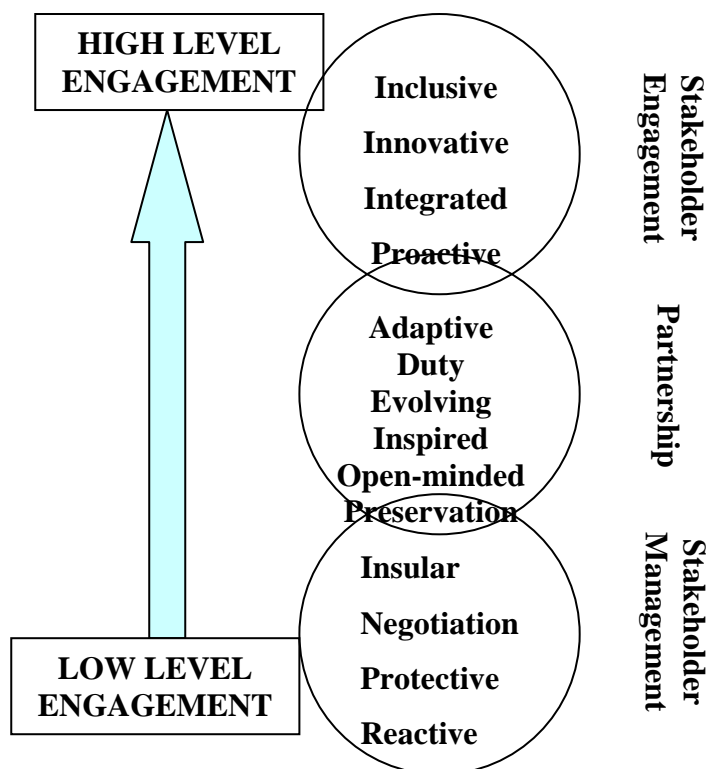 HIGH LEVEL
ENGAGEMENT
Inclusive
Innovative
Integrated
Proactive
Stakeholder
Engagement
Adaptive
Duty
Evolving
Inspired
Open-minded
Preservation
Partnership
Insular
Negotiation
Protective
Reactive
Stakeholder
Management
LOW LEVEL
ENGAGEMENT